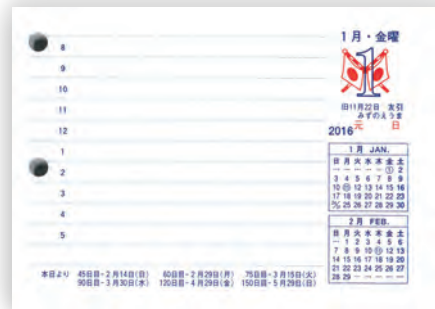 8
9
10
11
12
1
2
3
4
5
1月・金曜
1
旧11月22日 友引
みずのえうま
元日
2016
1月 JAN.
日 月 火 水 木 金 土
― ― ― ― ― ① 2
3 4 5 6 7 8 9
10 ⑪ 12 13 14 15 16
17 18 19 20 21 22 23
24/31 25 26 27 28 29 30
2月 FEB.
日 月 火 水 木 金 土
― 1 2 3 4 5 6
7 8 9 10 ⑪ 12 13
14 15 16 17 18 19 20
21 22 23 24 25 26 27
28 29 ― ― ― ― ―
本日より 45日目・2月14日(日) 60日目・2月29日(月) 75日目・3月15日(火)
90日目・3月30日(水) 120日目・4月29日(金) 150日目・5月29日(日)